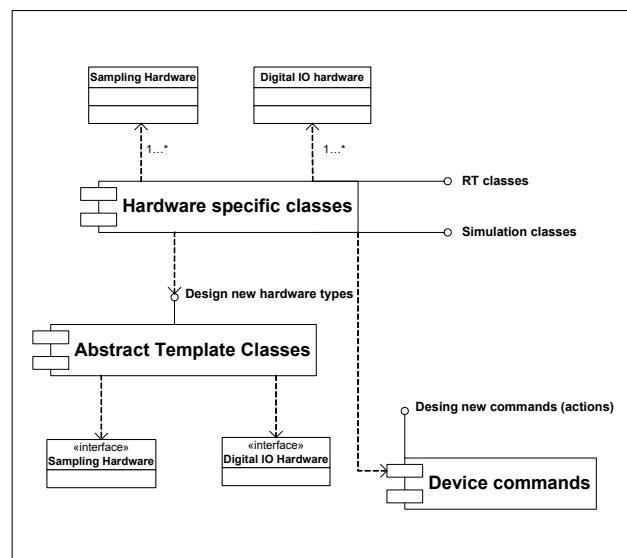 Sampling Hardware
Digital IO hardware
1...*
1...*
RT classes
Hardware specific classes
Simulation classes
Design new hardware types
Abstract Template Classes
Desing new commands (actions)
«interface»
Sampling Hardware
«interface»
Digital IO Hardware
Device commands